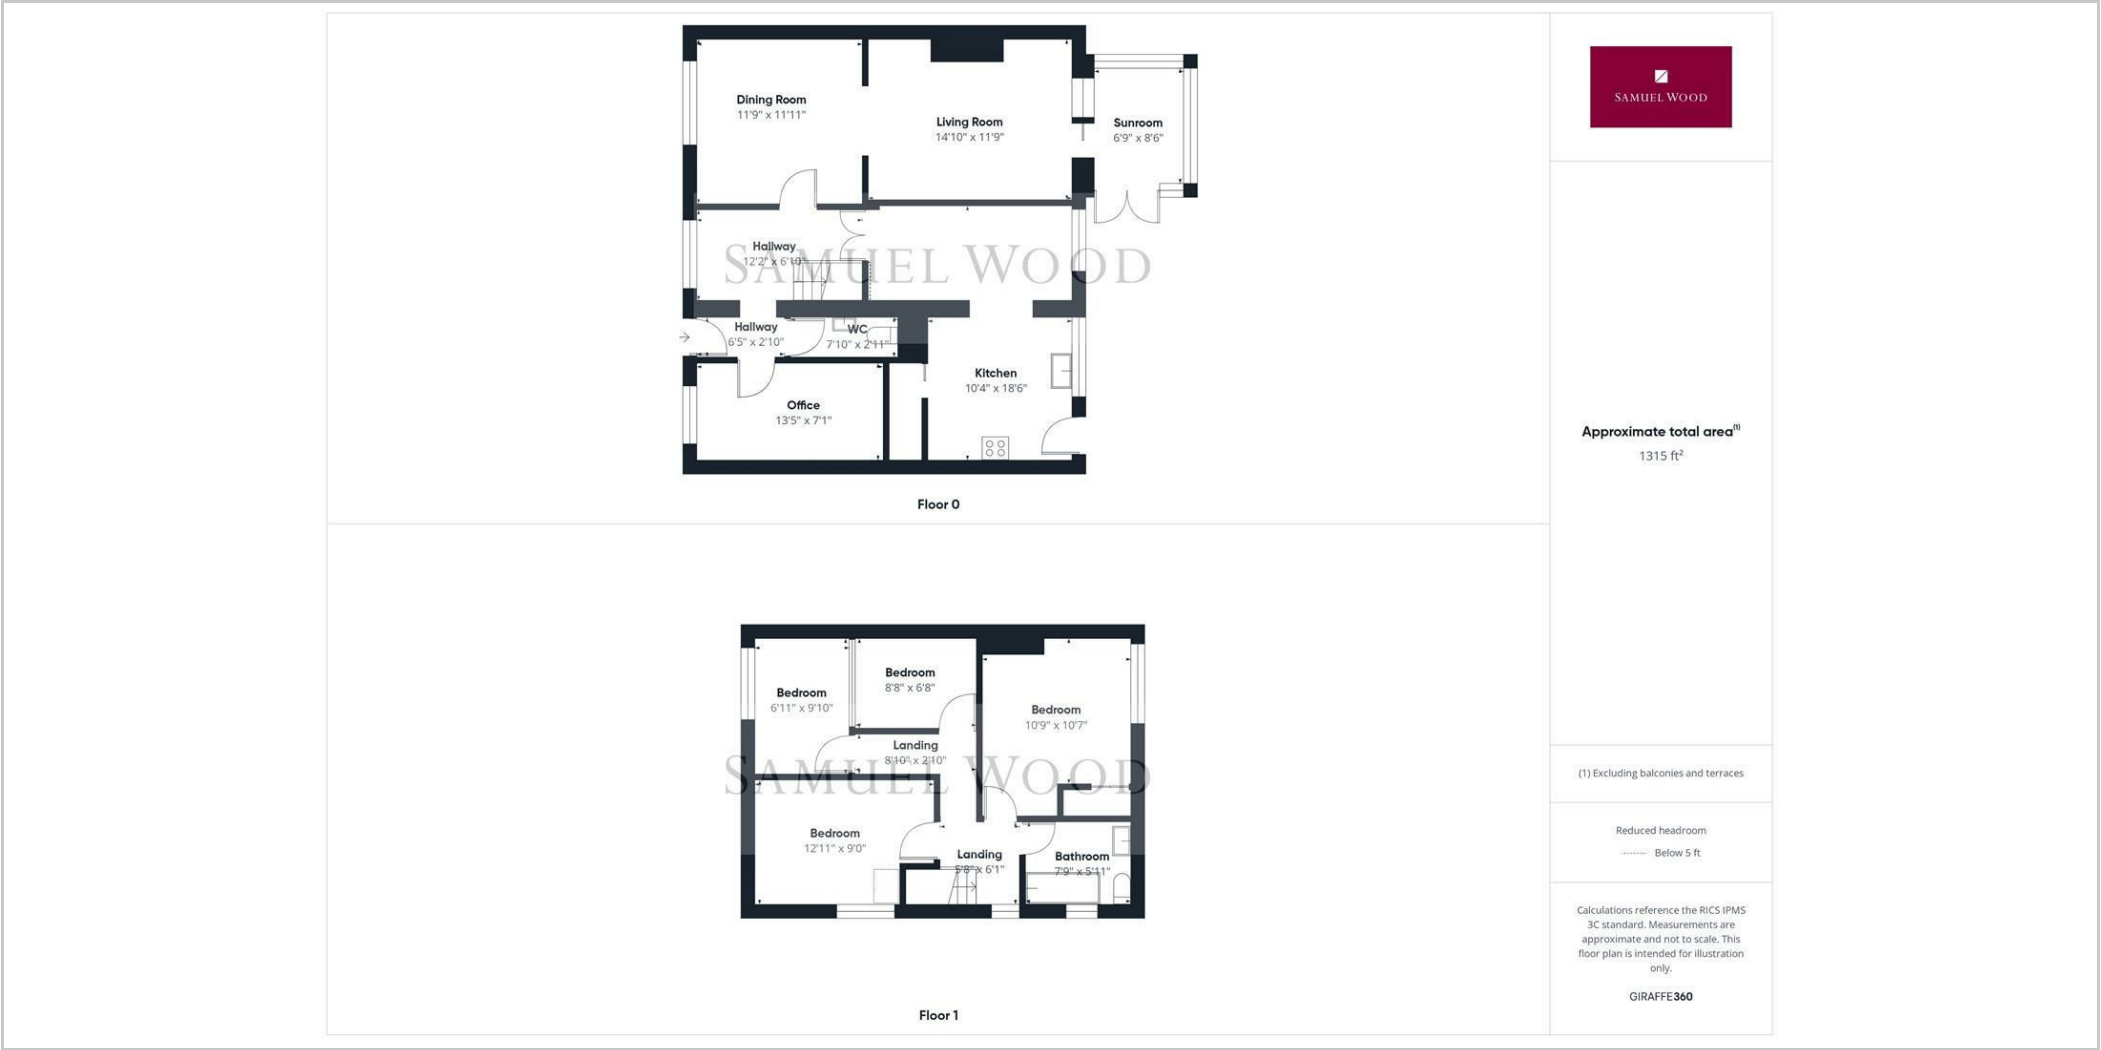 Dining Room
11'9" x 11'11"
Living Room
14'10" x 11'9"
Sunroom
6'9" x 8'6"
Hallway
12'2" x 6'10"
SAMUEL WOOD
Hallway
6'5" x 2'10"
WC
7'10" x 2'11"
Kitchen
10'4" x 18'6"
Office
13'5" x 7'1"
Floor 0
Bedroom
8'8" x 6'8"
Bedroom
6'11" x 9'10"
Bedroom
10'9" x 10'7"
Landing
8'10" x 2'10"
SAMUEL WOOD
Bedroom
12'11" x 9'0"
Landing
5'8" x 6'1"
Bathroom
7'9" x 5'11"
Floor 1
SAMUEL WOOD
Approximate total area(1)
1315 ft²
(1) Excluding balconies and terraces
Reduced headroom
Below 5 ft
Calculations reference the RICS IPMS
3C standard. Measurements are
approximate and not to scale. This
floor plan is intended for illustration
only.
GIRAFFE360